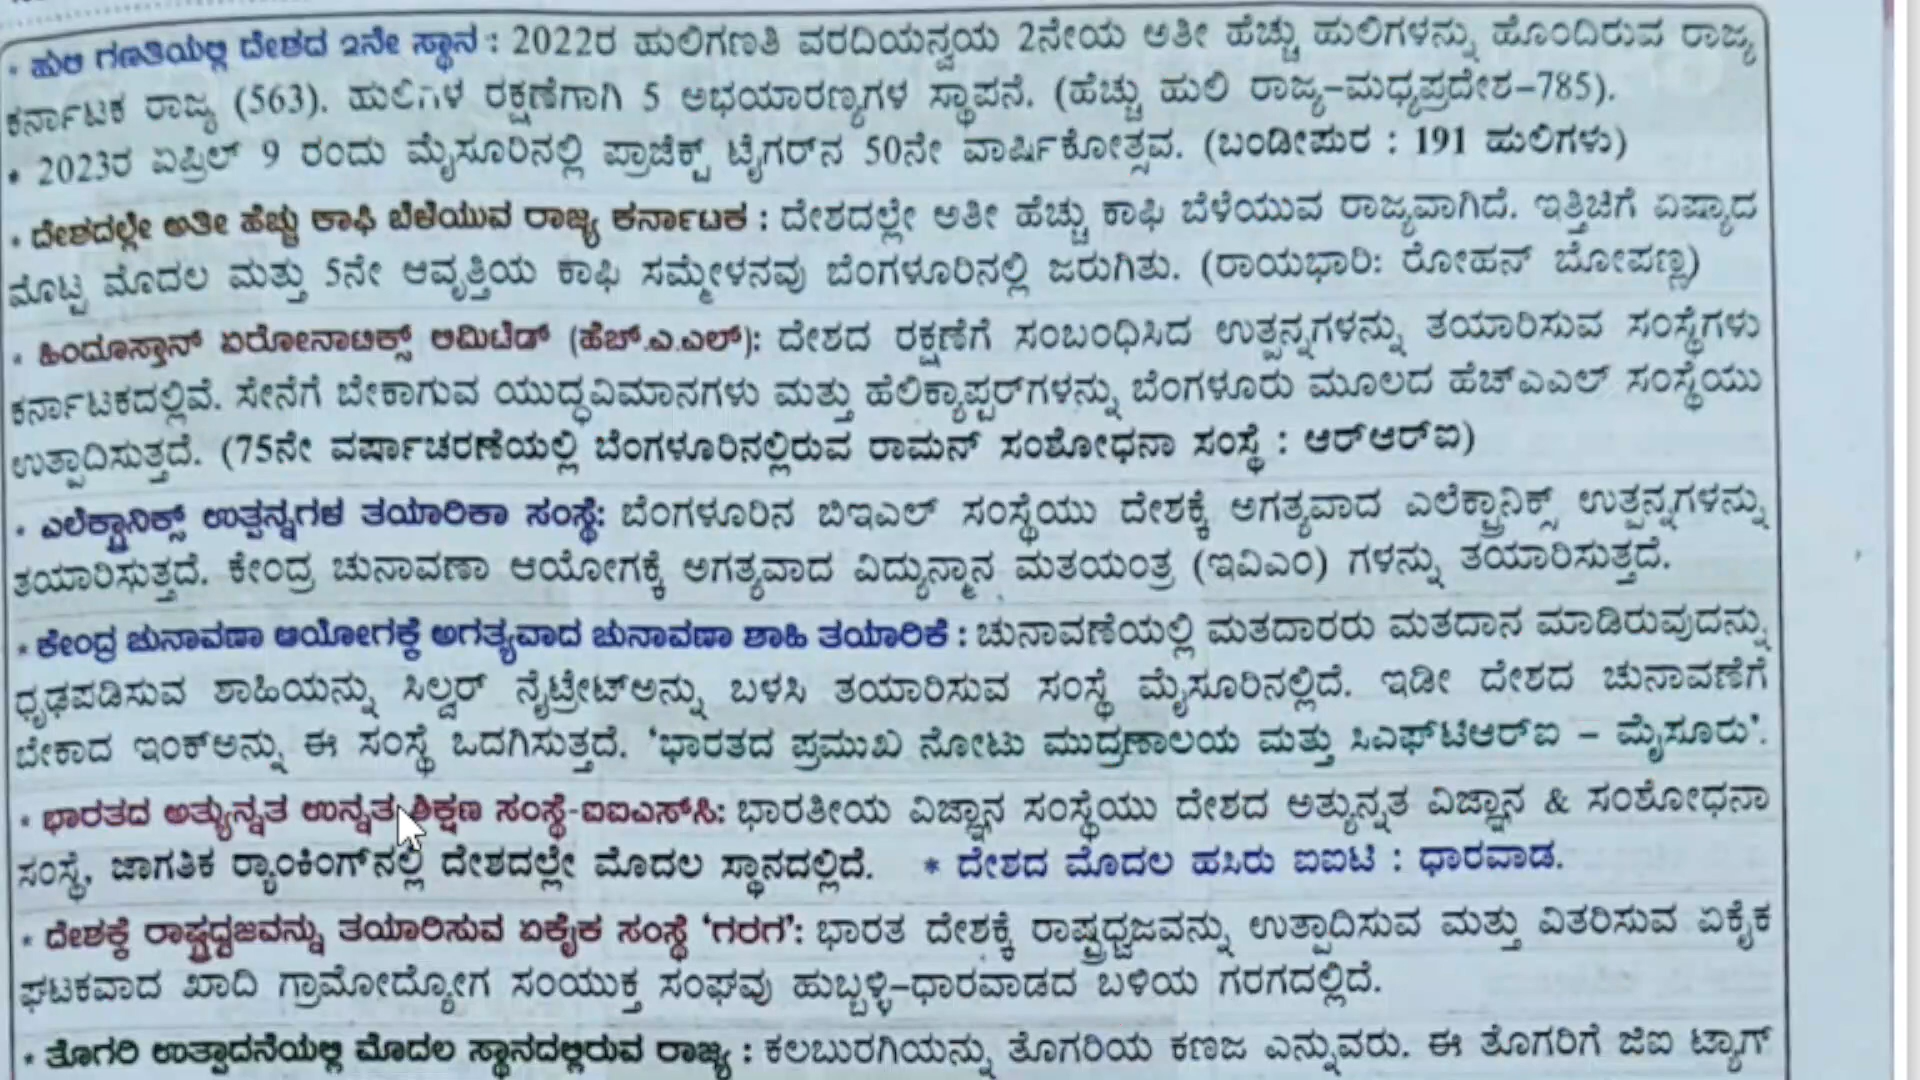 * ಹುಲಿ ಗಣತಿಯಲ್ಲಿ ದೇಶದ 2ನೇ ಸ್ಥಾನ : 2022ರ ಹುಲಿಗಣತಿ ವರದಿಯನ್ವಯ 2ನೇಯ ಅತೀ ಹೆಚ್ಚು ಹುಲಿಗಳನ್ನು ಹೊಂದಿರುವ ರಾಜ್ಯ
ಕರ್ನಾಟಕ ರಾಜ್ಯ (563). ಹುಲಿಗಳ ರಕ್ಷಣೆಗಾಗಿ 5 ಅಭಯಾರಣ್ಯಗಳ ಸ್ಥಾಪನೆ. (ಹೆಚ್ಚು ಹುಲಿ ರಾಜ್ಯ-ಮಧ್ಯಪ್ರದೇಶ-785).
* 2023ರ ಏಪ್ರಿಲ್ 9 ರಂದು ಮೈಸೂರಿನಲ್ಲಿ ಪ್ರಾಜೆಕ್ಟ್ ಟೈಗರ್‌ನ 50ನೇ ವಾರ್ಷಿಕೋತ್ಸವ. (ಬಂಡೀಪುರ : 191 ಹುಲಿಗಳು)
* ದೇಶದಲ್ಲೇ ಅತೀ ಹೆಚ್ಚು ಕಾಫಿ ಬೆಳೆಯುವ ರಾಜ್ಯ ಕರ್ನಾಟಕ : ದೇಶದಲ್ಲೇ ಅತೀ ಹೆಚ್ಚು ಕಾಫಿ ಬೆಳೆಯುವ ರಾಜ್ಯವಾಗಿದೆ. ಇತ್ತಿಚೆಗೆ ಏಷ್ಯಾದ
ಮೊಟ್ಟ ಮೊದಲ ಮತ್ತು 5ನೇ ಆವೃತ್ತಿಯ ಕಾಫಿ ಸಮ್ಮೇಳನವು ಬೆಂಗಳೂರಿನಲ್ಲಿ ಜರುಗಿತು. (ರಾಯಭಾರಿ: ರೋಹನ್ ಬೋಪಣ್ಣ)
* ಹಿಂದೂಸ್ತಾನ್ ಏರೋನಾಟಿಕ್ಸ್ ಲಿಮಿಟೆಡ್ (ಹೆಚ್.ಎ.ಎಲ್): ದೇಶದ ರಕ್ಷಣೆಗೆ ಸಂಬಂಧಿಸಿದ ಉತ್ಪನ್ನಗಳನ್ನು ತಯಾರಿಸುವ ಸಂಸ್ಥೆಗಳು
ಕರ್ನಾಟಕದಲ್ಲಿವೆ. ಸೇನೆಗೆ ಬೇಕಾಗುವ ಯುದ್ಧವಿಮಾನಗಳು ಮತ್ತು ಹೆಲಿಕ್ಯಾಪ್ಟರ್‌ಗಳನ್ನು ಬೆಂಗಳೂರು ಮೂಲದ ಹೆಚ್‌ಎಎಲ್ ಸಂಸ್ಥೆಯು
ಉತ್ಪಾದಿಸುತ್ತದೆ. (75ನೇ ವರ್ಷಾಚರಣೆಯಲ್ಲಿ ಬೆಂಗಳೂರಿನಲ್ಲಿರುವ ರಾಮನ್ ಸಂಶೋಧನಾ ಸಂಸ್ಥೆ : ಆರ್‌ಆರ್‌ಐ)
* ಎಲೆಕ್ಟ್ರಾನಿಕ್ಸ್ ಉತ್ಪನ್ನಗಳ ತಯಾರಿಕಾ ಸಂಸ್ಥೆ: ಬೆಂಗಳೂರಿನ ಬಿಇಎಲ್ ಸಂಸ್ಥೆಯು ದೇಶಕ್ಕೆ ಅಗತ್ಯವಾದ ಎಲೆಕ್ಟ್ರಾನಿಕ್ಸ್ ಉತ್ಪನ್ನಗಳನ್ನು
ತಯಾರಿಸುತ್ತದೆ. ಕೇಂದ್ರ ಚುನಾವಣಾ ಆಯೋಗಕ್ಕೆ ಅಗತ್ಯವಾದ ವಿದ್ಯುನ್ಮಾನ ಮತಯಂತ್ರ (ಇವಿಎಂ) ಗಳನ್ನು ತಯಾರಿಸುತ್ತದೆ.
* ಕೇಂದ್ರ ಚುನಾವಣಾ ಆಯೋಗಕ್ಕೆ ಅಗತ್ಯವಾದ ಚುನಾವಣಾ ಶಾಹಿ ತಯಾರಿಕೆ : ಚುನಾವಣೆಯಲ್ಲಿ ಮತದಾರರು ಮತದಾನ ಮಾಡಿರುವುದನ್ನು
ಧೃಢಪಡಿಸುವ ಶಾಹಿಯನ್ನು ಸಿಲ್ವರ್ ನೈಟ್ರೇಟ್‌ಅನ್ನು ಬಳಸಿ ತಯಾರಿಸುವ ಸಂಸ್ಥೆ ಮೈಸೂರಿನಲ್ಲಿದೆ. ಇಡೀ ದೇಶದ ಚುನಾವಣೆಗೆ
ಬೇಕಾದ ಇಂಕ್‌ಅನ್ನು ಈ ಸಂಸ್ಥೆ ಒದಗಿಸುತ್ತದೆ. 'ಭಾರತದ ಪ್ರಮುಖ ನೋಟು ಮುದ್ರಣಾಲಯ ಮತ್ತು ಸಿಎಫ್‌ಟಿಆರ್‌ಐ - ಮೈಸೂರು'.
* ಭಾರತದ ಅತ್ಯುನ್ನತ ಉನ್ನತ ಶಿಕ್ಷಣ ಸಂಸ್ಥೆ-ಐಐಎಸ್‌ಸಿ: ಭಾರತೀಯ ವಿಜ್ಞಾನ ಸಂಸ್ಥೆಯು ದೇಶದ ಅತ್ಯುನ್ನತ ವಿಜ್ಞಾನ & ಸಂಶೋಧನಾ
ಸಂಸ್ಥೆ, ಜಾಗತಿಕ ರ‍್ಯಾಂಕಿಂಗ್‌ನಲ್ಲಿ ದೇಶದಲ್ಲೇ ಮೊದಲ ಸ್ಥಾನದಲ್ಲಿದೆ. * ದೇಶದ ಮೊದಲ ಹಸಿರು ಐಐಟಿ : ಧಾರವಾಡ.
* ದೇಶಕ್ಕೆ ರಾಷ್ಟ್ರಧ್ವಜವನ್ನು ತಯಾರಿಸುವ ಏಕೈಕ ಸಂಸ್ಥೆ 'ಗರಗ': ಭಾರತ ದೇಶಕ್ಕೆ ರಾಷ್ಟ್ರಧ್ವಜವನ್ನು ಉತ್ಪಾದಿಸುವ ಮತ್ತು ವಿತರಿಸುವ ಏಕೈಕ
ಘಟಕವಾದ ಖಾದಿ ಗ್ರಾಮೋದ್ಯೋಗ ಸಂಯುಕ್ತ ಸಂಘವು ಹುಬ್ಬಳ್ಳಿ-ಧಾರವಾಡದ ಬಳಿಯ ಗರಗದಲ್ಲಿದೆ.
* ತೊಗರಿ ಉತ್ಪಾದನೆಯಲ್ಲಿ ಮೊದಲ ಸ್ಥಾನದಲ್ಲಿರುವ ರಾಜ್ಯ : ಕಲಬುರಗಿಯನ್ನು ತೊಗರಿಯ ಕಣಜ ಎನ್ನುವರು. ಈ ತೊಗರಿಗೆ ಜಿಐ ಟ್ಯಾಗ್